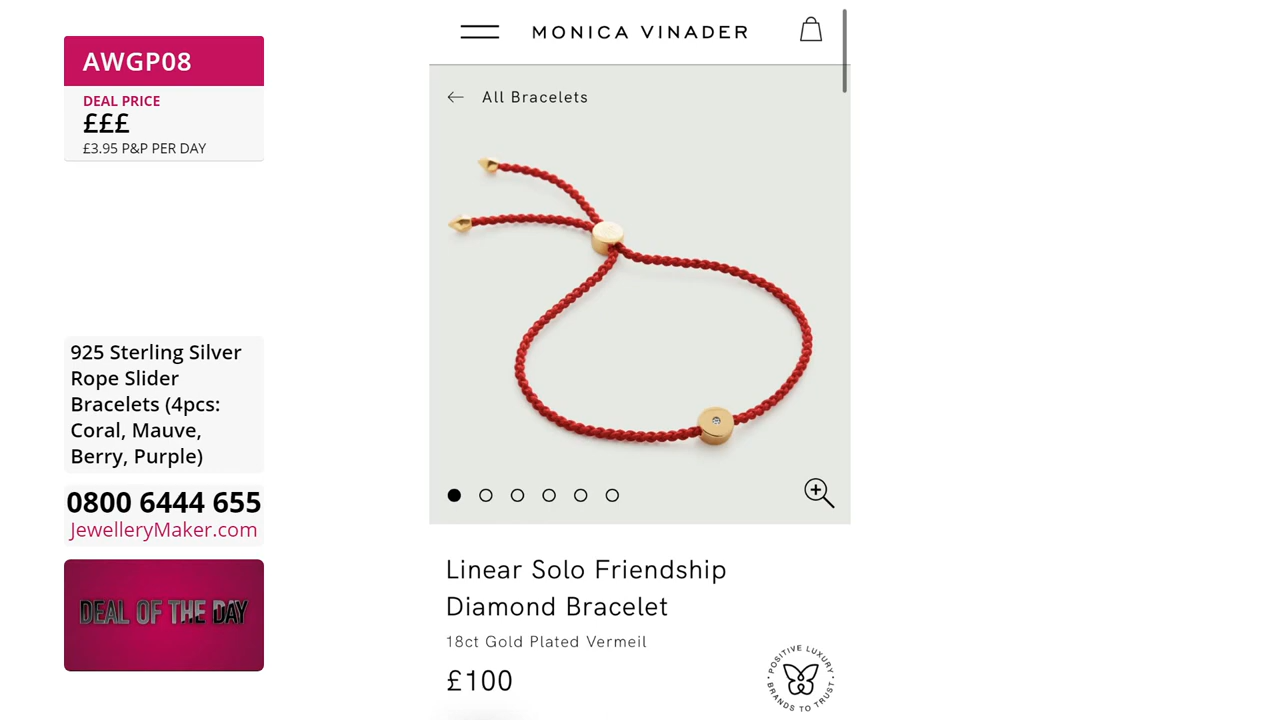 AWGP08
DEAL PRICE
£££
£3.95 P&P PER DAY
925 Sterling Silver
Rope Slider
Bracelets (4pcs:
Coral, Mauve,
Berry, Purple)
0800 6444 655
JewelleryMaker.com
DEAL OF THE DAY
MONICA VINADER
All Bracelets
Linear Solo Friendship
Diamond Bracelet
18ct Gold Plated Vermeil
£100
POSITIVE LUXURY
BRANDS TO TRUST